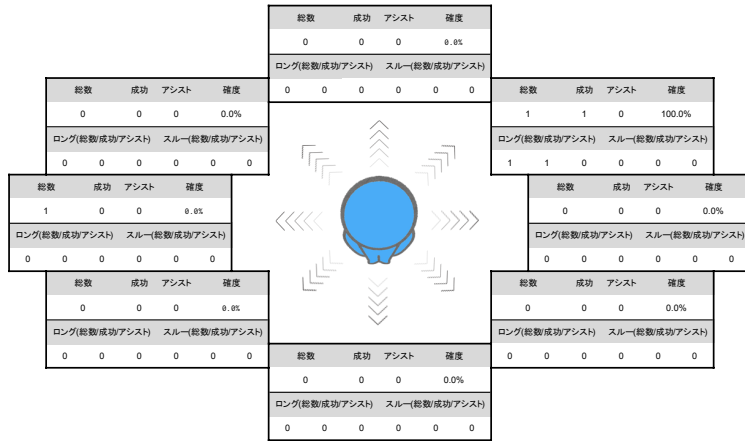 総数 成功 アシスト 確度
0 0 0 0.0%
ロング(総数/成功/アシスト) スルー(総数/成功/アシスト)
0 0 0 0 0 0
総数 成功 アシスト 確度
0 0 0 0.0%
ロング(総数/成功/アシスト) スルー(総数/成功/アシスト)
0 0 0 0 0 0
総数 成功 アシスト 確度
1 1 0 100.0%
ロング(総数/成功/アシスト) スルー(総数/成功/アシスト)
1 1 0 0 0 0
総数 成功 アシスト 確度
1 0 0 0.0%
ロング(総数/成功/アシスト) スルー(総数/成功/アシスト)
0 0 0 0 0 0
総数 成功 アシスト 確度
0 0 0 0.0%
ロング(総数/成功/アシスト) スルー(総数/成功/アシスト)
0 0 0 0 0 0
総数 成功 アシスト 確度
0 0 0 0.0%
ロング(総数/成功/アシスト) スルー(総数/成功/アシスト)
0 0 0 0 0 0
総数 成功 アシスト 確度
0 0 0 0.0%
ロング(総数/成功/アシスト) スルー(総数/成功/アシスト)
0 0 0 0 0 0
総数 成功 アシスト 確度
0 0 0 0.0%
ロング(総数/成功/アシスト) スルー(総数/成功/アシスト)
0 0 0 0 0 0